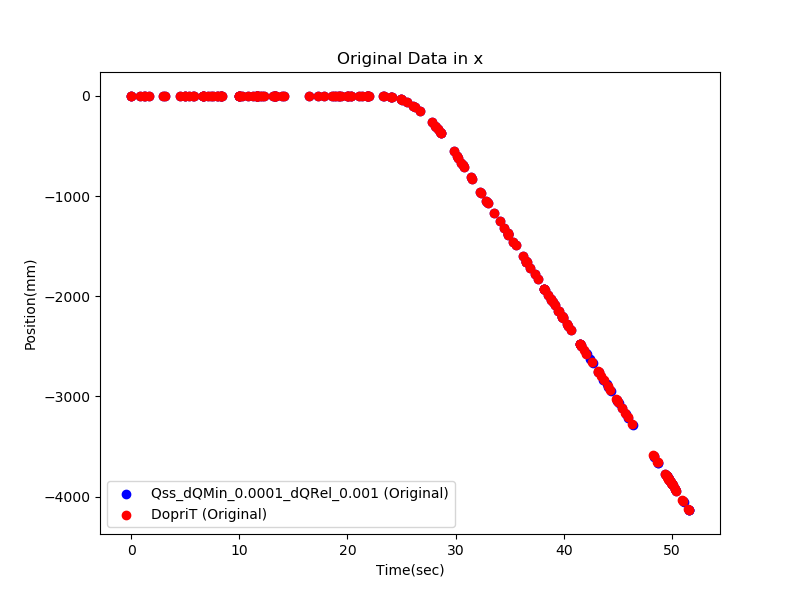 Original Data in x
Position(mm)
0
−1000
−2000
−3000
−4000
Qss_dQMin_0.0001_dQRel_0.001 (Original)
DopriT (Original)
0
10
20
30
40
50
Time(sec)